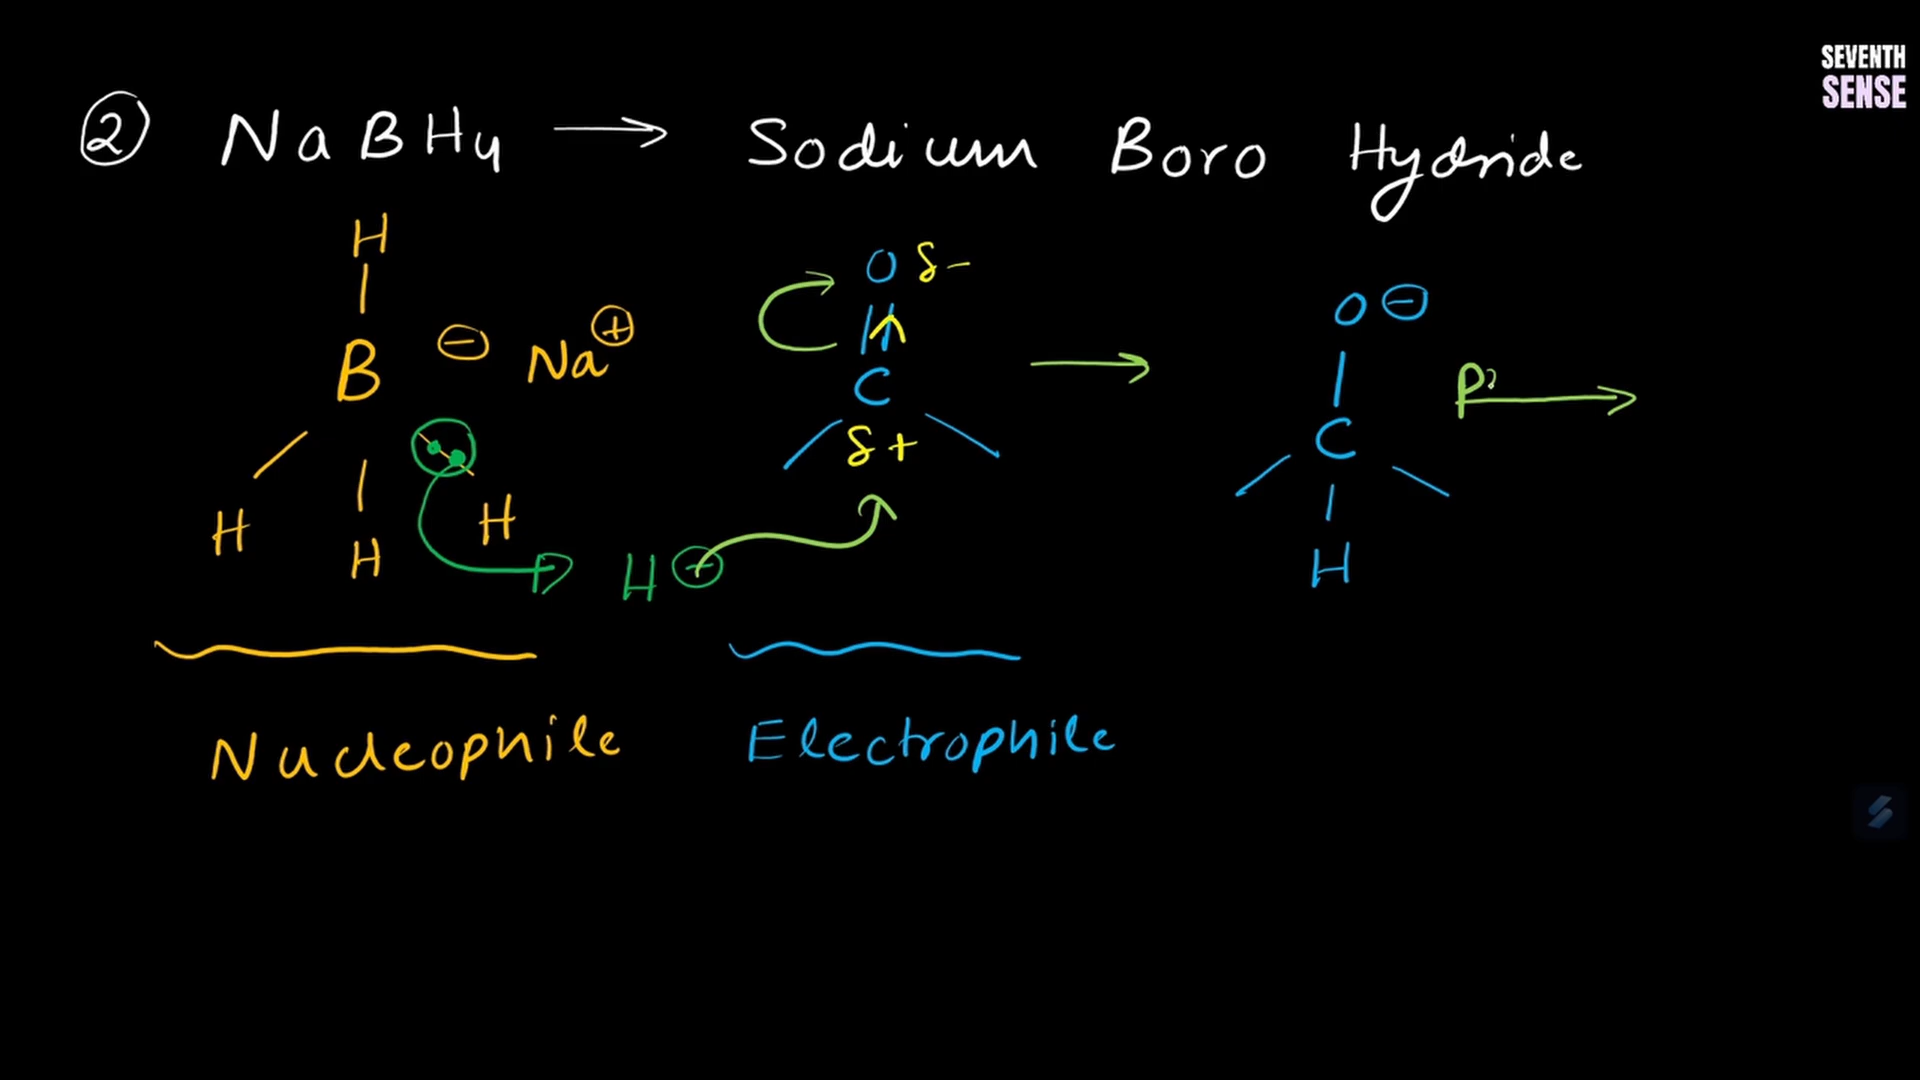 SEVENTH
SENSE
② NaBH4 → Sodium Boro Hydride
H
B ⊖ Na⊕
H H H
H⊕
O δ-
C
δ+
→
O ⊖
C
H
Nucleophile
Electrophile